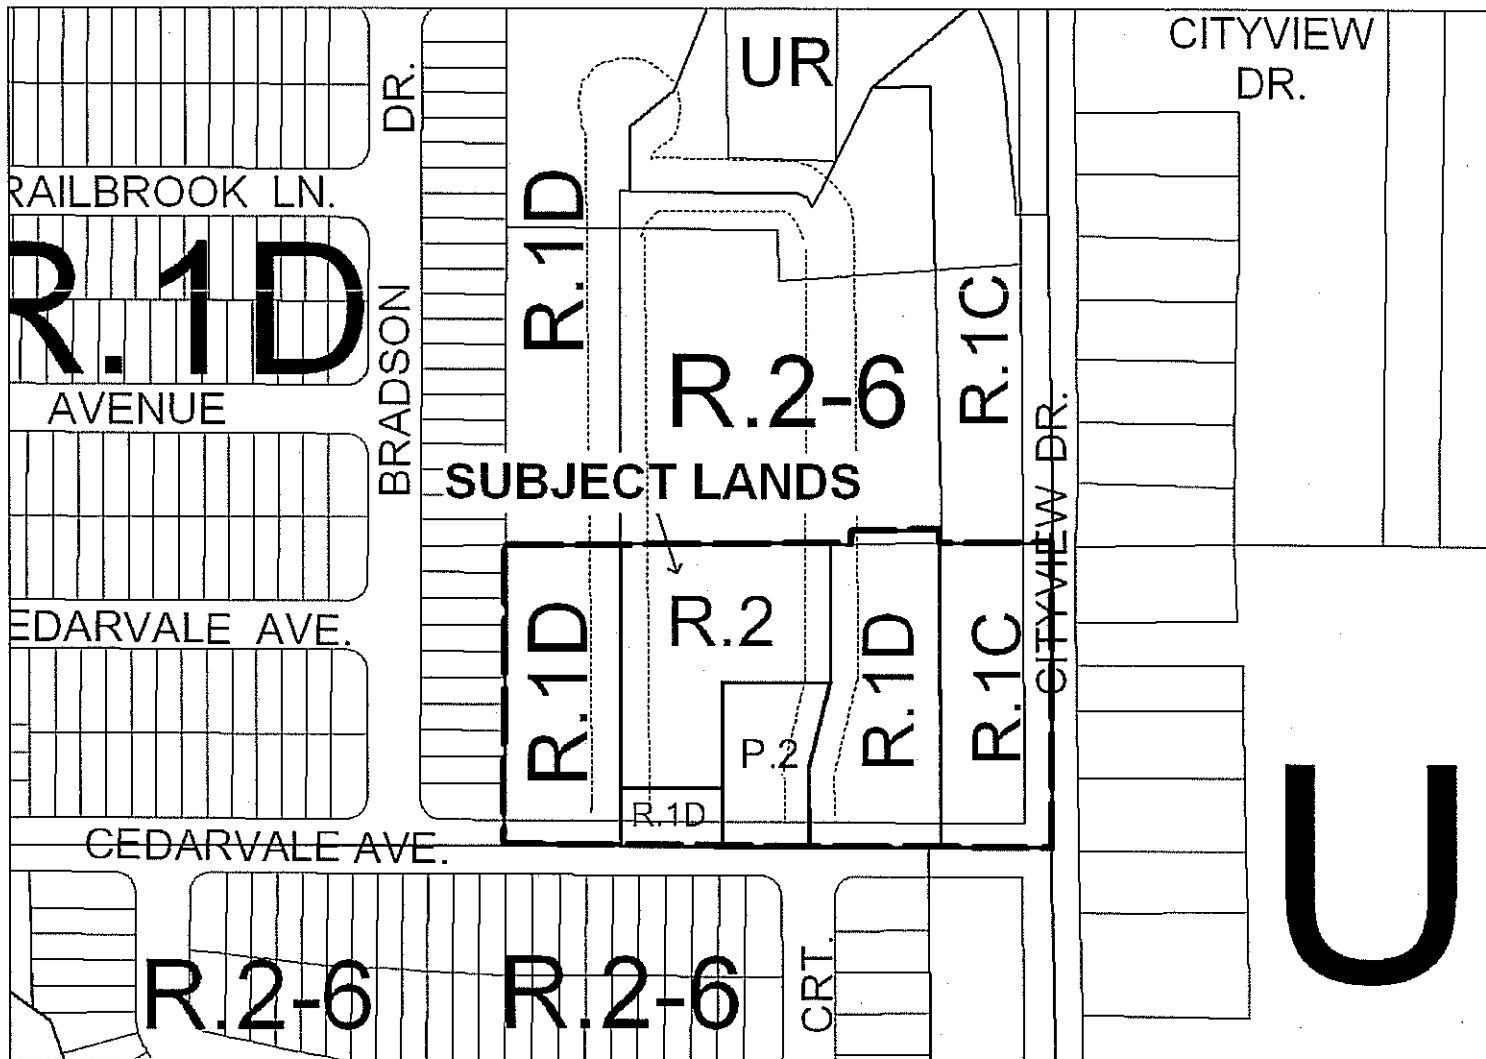 CITYVIEW
DR.
UR
DR.
RAILBROOK LN.
R.1D
R.1D
BRADSON
AVENUE
R.2-6
R.1C
CITYVIEW DR.
SUBJECT LANDS
EDARVALE AVE.
R.1D
R.2
R.1D
R.1C
P.2
R.1D
CEDARVALE AVE.
U
R.2-6
R.2-6
CRT.